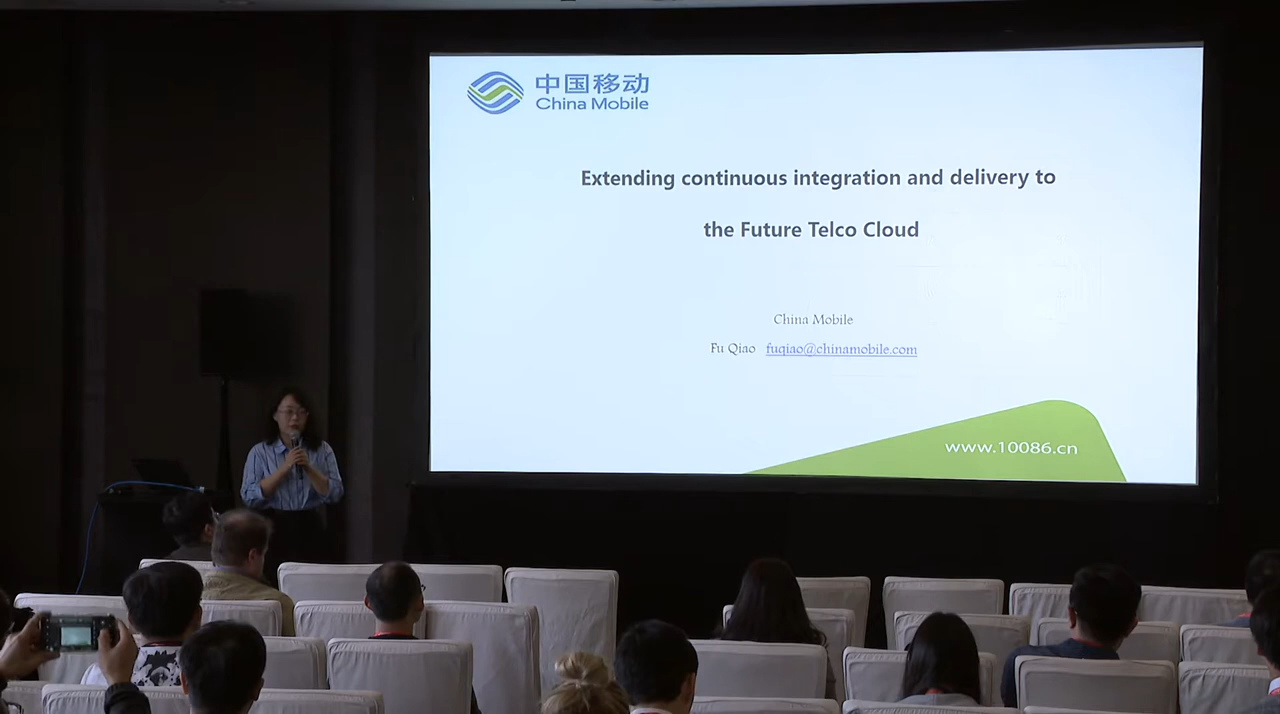 中国移动
China Mobile
Extending continuous integration and delivery to
the Future Telco Cloud
China Mobile
Fu Qiao fuqiao@chinamobile.com
www.10086.cn